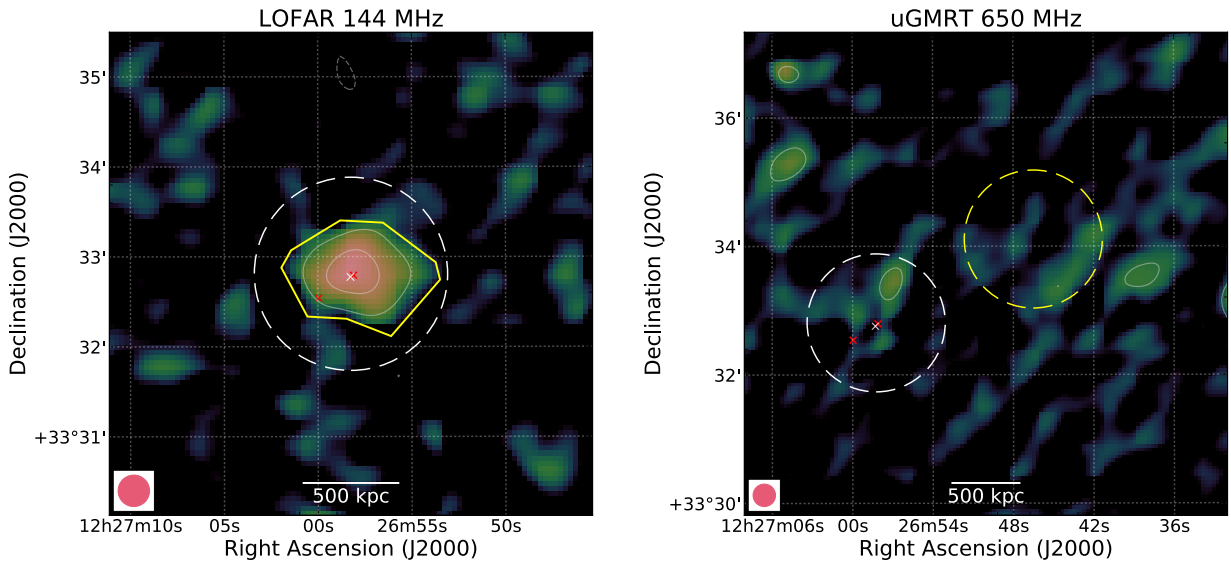 LOFAR 144 MHz
35'
34'
33'
32'
+33°31'
Declination (J2000)
500 kpc
12h27m10s 05s 00s 26m55s 50s
Right Ascension (J2000)
uGMRT 650 MHz
36'
34'
32'
+33°30'
Declination (J2000)
500 kpc
12h27m06s 00s 26m54s 48s 42s 36s
Right Ascension (J2000)